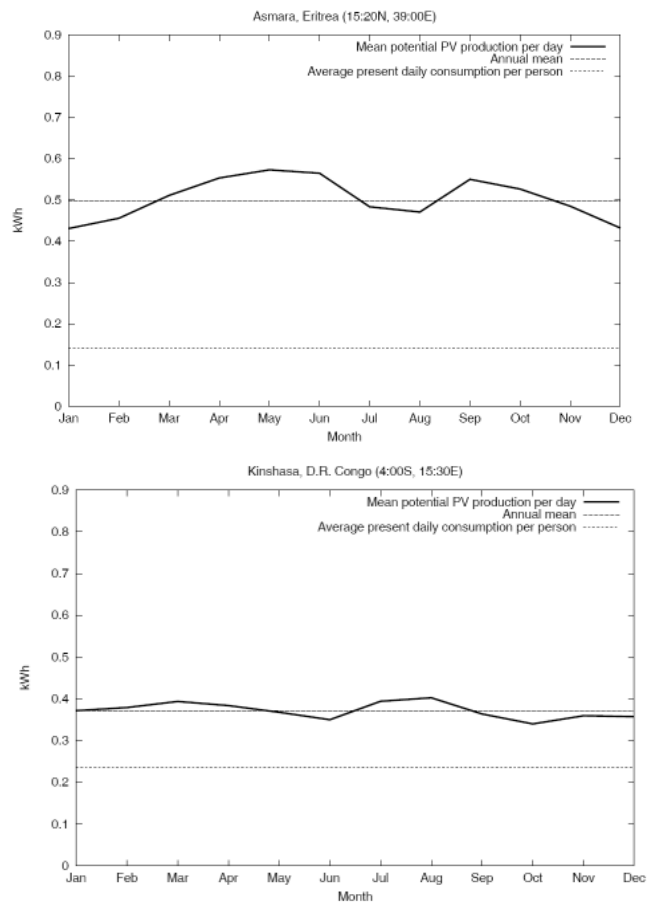 Asmara, Eritrea (15:20N, 39:00E)
0.9
Mean potential PV production per day
Annual mean
Average present daily consumption per person
0.8
0.7
0.6
0.5
kWh
0.4
0.3
0.2
0.1
0
Jan Feb Mar Apr May Jun Jul Aug Sep Oct Nov Dec
Month
Kinshasa, D.R. Congo (4:00S, 15:30E)
0.9
Mean potential PV production per day
Annual mean
Average present daily consumption per person
0.8
0.7
0.6
0.5
kWh
0.4
0.3
0.2
0.1
0
Jan Feb Mar Apr May Jun Jul Aug Sep Oct Nov Dec
Month